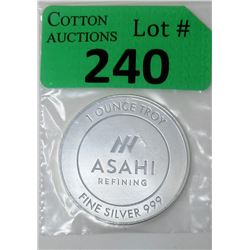 COTTON
AUCTIONS
Lot #
240
1 OUNCE TROY
ASAHI
REFINING
FINE SILVER 999